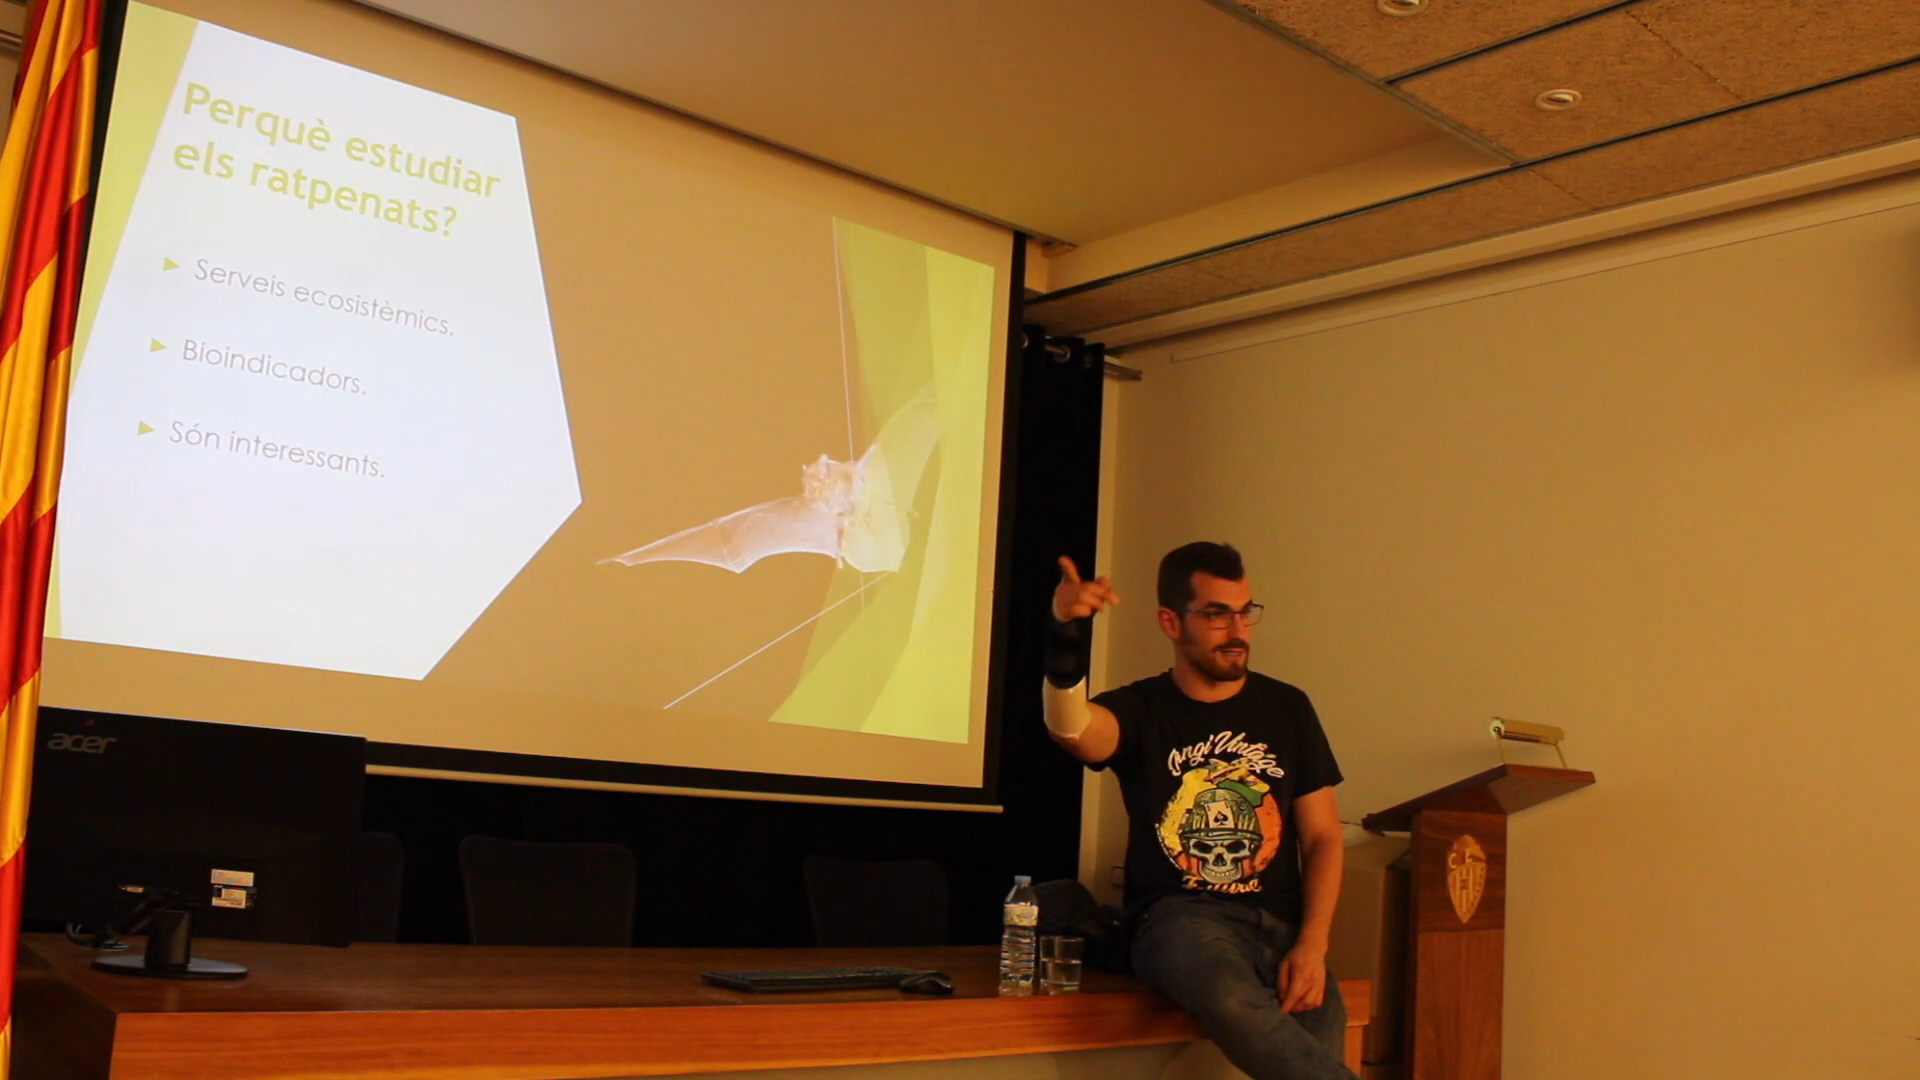 Perquè estudiar
els ratpenats?
Serveis ecosistèmics.
Bioindicadors.
Són interessants.
acer